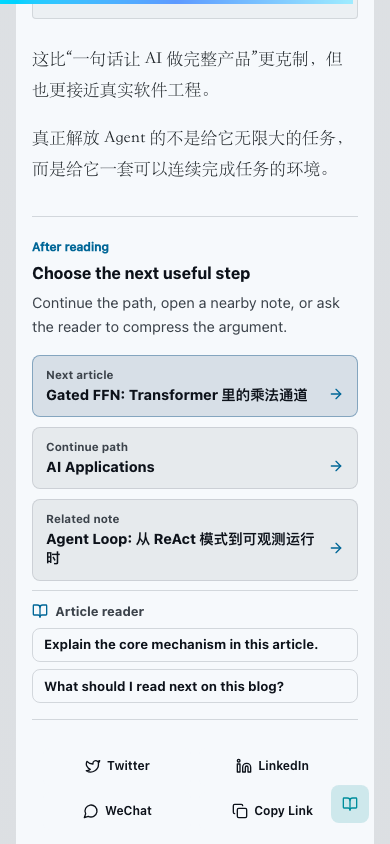 这比“一句话让 AI 做完整产品”更克制，但
也更接近真实软件工程。
真正解放 Agent 的不是给它无限大的任务，
而是给它一套可以连续完成任务的环境。
After reading
Choose the next useful step
Continue the path, open a nearby note, or ask
the reader to compress the argument.
Next article
Gated FFN: Transformer 里的乘法通道
Continue path
AI Applications
Related note
Agent Loop: 从 ReAct 模式到可观测运行
时
Article reader
Explain the core mechanism in this article.
What should I read next on this blog?
Twitter
LinkedIn
WeChat
Copy Link